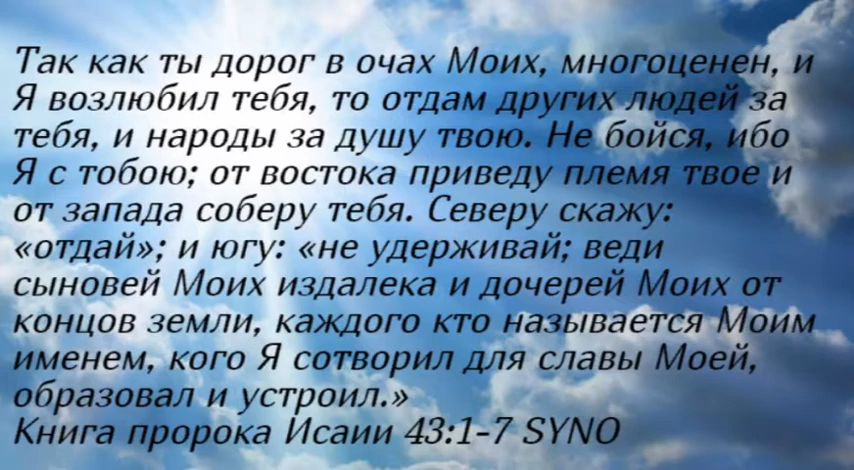 Так как ты дорог в очах Моих, многоценен, и
Я возлюбил тебя, то отдам других людей за
тебя, и народы за душу твою. Не бойся, ибо
Я с тобою; от востока приведу племя твое и
от запада соберу тебя. Северу скажу:
«отдай»; и югу: «не удерживай; веди
сыновей Моих издалека и дочерей Моих от
концов земли, каждого кто называется Моим
именем, кого Я сотворил для славы Моей,
образовал и устроил.»
Книга пророка Исаии 43:1-7 SYNO